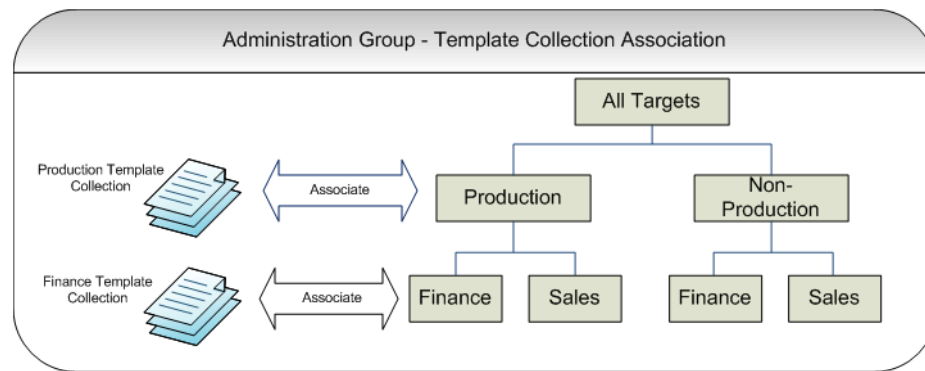 Administration Group - Template Collection Association
All Targets
Production Template
Collection
Associate
Production
Non-
Production
Finance Template
Collection
Associate
Finance
Sales
Finance
Sales